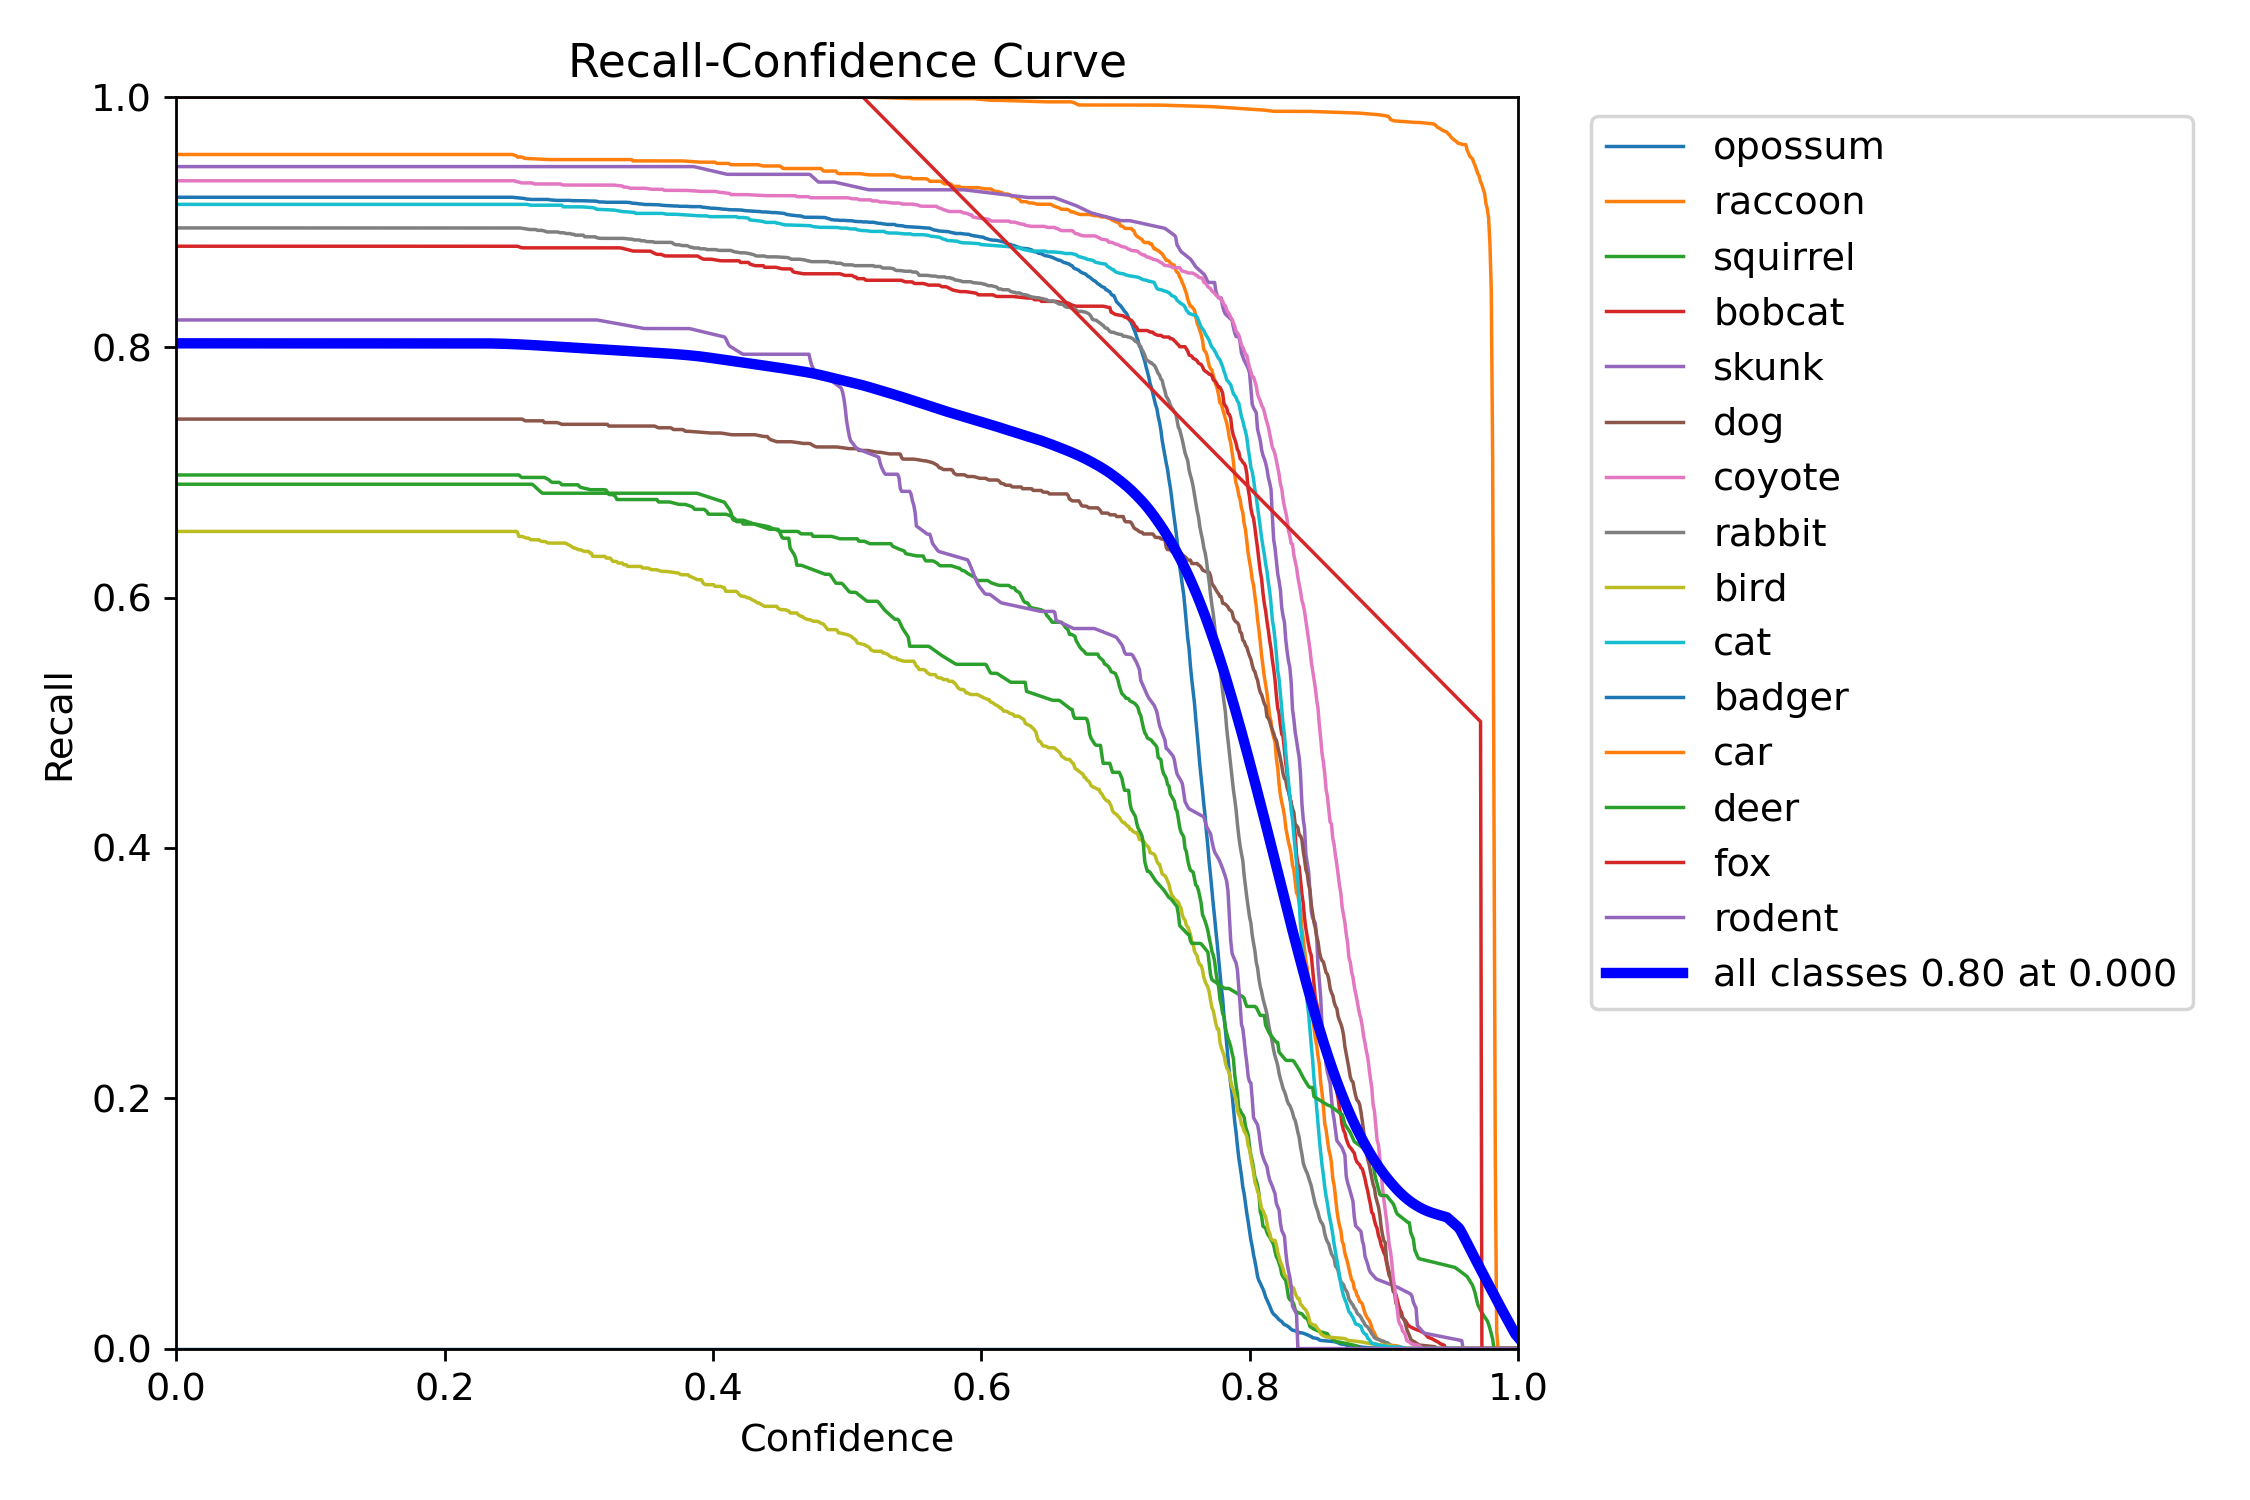 Recall-Confidence Curve
1.0
0.8
0.6
0.4
0.2
0.0
Recall
0.0 0.2 0.4 0.6 0.8 1.0
Confidence
opossum
raccoon
squirrel
bobcat
skunk
dog
coyote
rabbit
bird
cat
badger
car
deer
fox
rodent
all classes 0.80 at 0.000